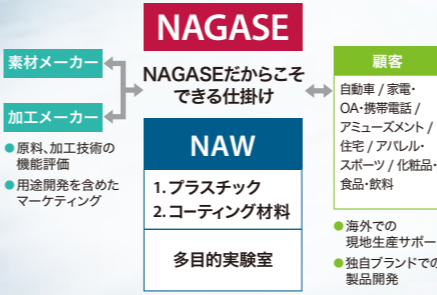 NAGASE
素材メーカー
加工メーカー
●原料、加工技術の
機能評価
●用途開発を含めた
マーケティング
NAGASEだからこそ
できる仕掛け
NAW
1.プラスチック
2.コーティング材料
多目的実験室
顧客
自動車 / 家電・
OA・携帯電話 /
アミューズメント /
住宅 / アパレル・
スポーツ / 化粧品・
食品・飲料
●海外での
現地生産サポー
●独自ブランドでの
製品開発